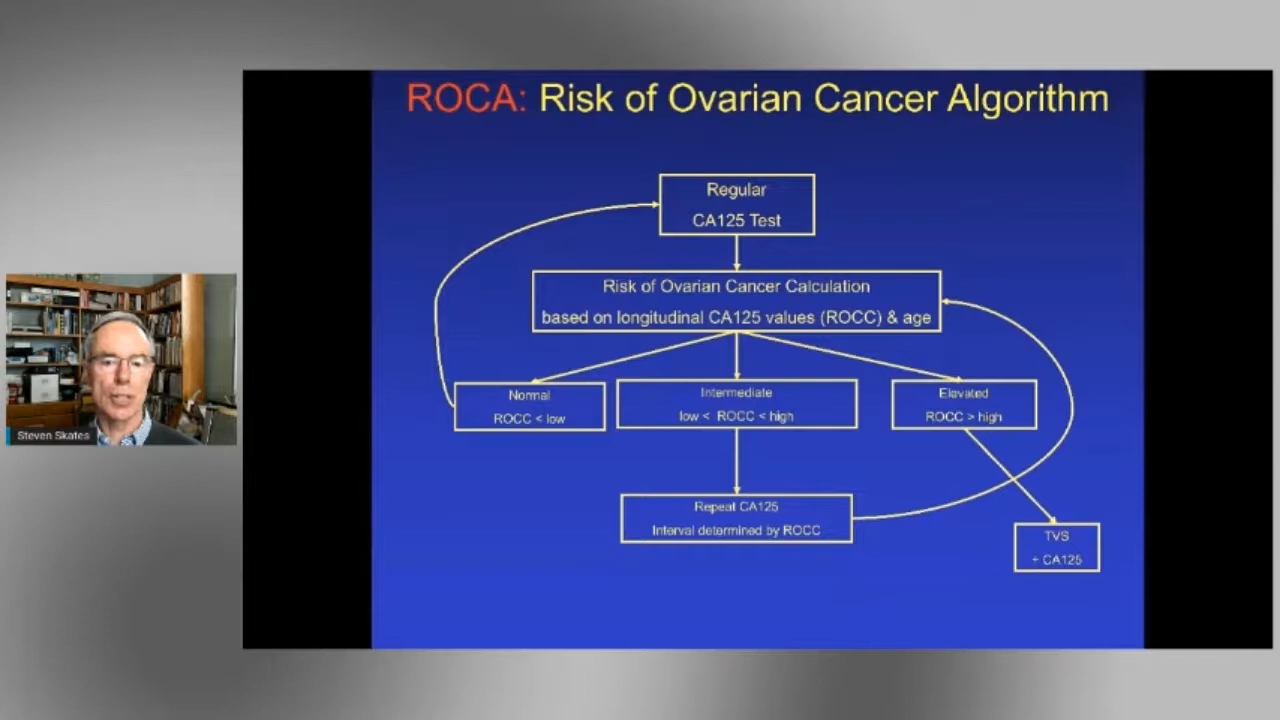 ROCA: Risk of Ovarian Cancer Algorithm
Regular
CA125 Test
Risk of Ovarian Cancer Calculation
based on longitudinal CA125 values (ROCC) & age
Normal
ROCC < low
Intermediate
low < ROCC < high
Elevated
ROCC > high
Repeat CA125
Interval determined by ROCC
TVS
+ CA125
Steven Skates